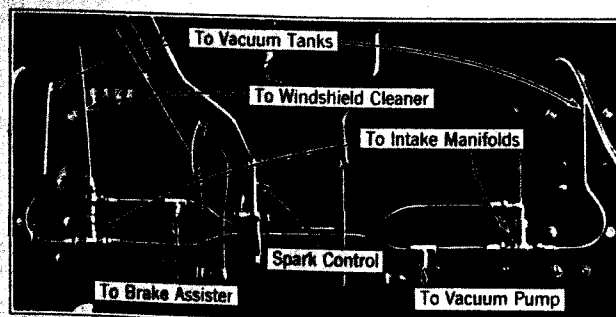 To Vacuum Tanks
To Windshield Cleaner
To Intake Manifolds
Spark Control
To Brake Assister
To Vacuum Pump